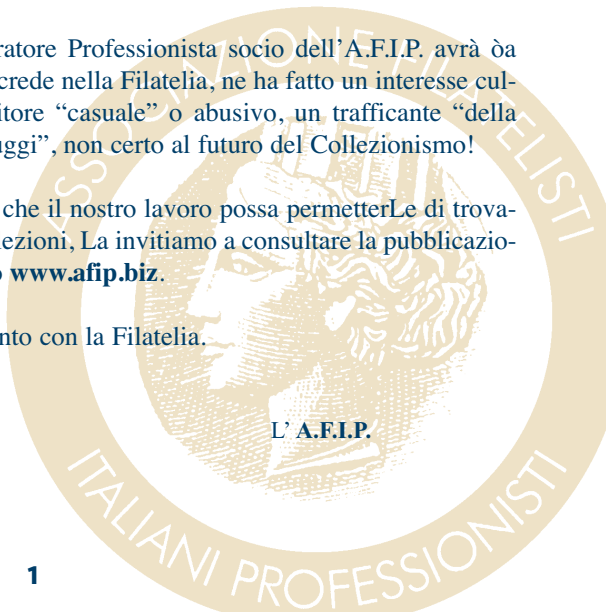 ratore Professionista socio dell’A.F.I.P. avrà òa
crede nella Filatelia, ne ha fatto un interesse cul-
itore “casuale” o abusivo, un trafficante “della
uggi”, non certo al futuro del Collezionismo!
che il nostro lavoro possa permetterLe di trova-
lezioni, La invitiamo a consultare la pubblicazio-
o www.afip.biz.
nto con la Filatelia.
L’ A.F.I.P.
1
ASSOCIAZIONE FILATELISTI
ITALIANI PROFESSIONISTI